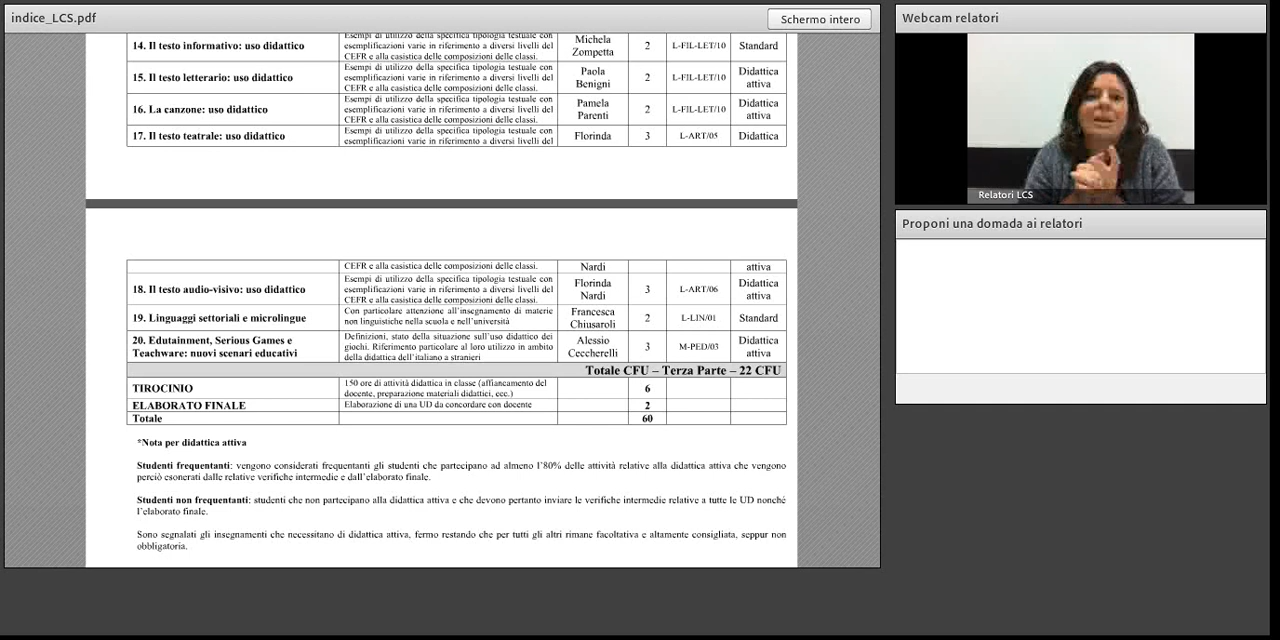 indice_LCS.pdf
Schermo intero
Webcam relatori
Esempi di utilizzo della specifica tipologia testuale con
14. Il testo informativo: uso didattico
esemplificazioni varie in riferimento a diversi livelli del
CEFR e alla casistica delle composizioni delle classi.
Michela
Zompetta
2
L-FIL-LET/10
Standard
15. Il testo letterario: uso didattico
Esempi di utilizzo della specifica tipologia testuale con
esemplificazioni varie in riferimento a diversi livelli del
CEFR e alla casistica delle composizioni delle classi.
Paola
Benigni
2
L-FIL-LET/10
Didattica
attiva
16. La canzone: uso didattico
Esempi di utilizzo della specifica tipologia testuale con
esemplificazioni varie in riferimento a diversi livelli del
CEFR e alla casistica delle composizioni delle classi.
Pamela
Parenti
2
L-FIL-LET/10
Didattica
attiva
17. Il testo teatrale: uso didattico
Esempi di utilizzo della specifica tipologia testuale con
esemplificazioni varie in riferimento a diversi livelli del
Florinda
3
L-ART/05
Didattica
CEFR e alla casistica delle composizioni delle classi.
Nardi
attiva
18. Il testo audio-visivo: uso didattico
Esempi di utilizzo della specifica tipologia testuale con
esemplificazioni varie in riferimento a diversi livelli del
CEFR e alla casistica delle composizioni delle classi.
Florinda
Nardi
3
L-ART/06
Didattica
attiva
19. Linguaggi settoriali e microlingue
Con particolare attenzione all'insegnamento di materie
non linguistiche nella scuola e nell'università
Francesca
Chiusaroli
2
L-LIN/01
Standard
20. Edutainment, Serious Games e
Teachware: nuovi scenari educativi
Definizioni, stato della situazione sull'uso didattico dei
giochi. Riferimento particolare al loro utilizzo in ambito
della didattica dell'italiano a stranieri
Alessio
Ceccherelli
3
M-PED/03
Didattica
attiva
Totale CFU – Terza Parte – 22 CFU
TIROCINIO
150 ore di attività didattica in classe (affiancamento del
docente, preparazione materiali didattici, ecc.)
6
ELABORATO FINALE
Elaborazione di una UD da concordare con docente
2
Totale
60
*Nota per didattica attiva
Studenti frequentanti: vengono considerati frequentanti gli studenti che partecipano ad almeno l'80% delle attività relative alla didattica attiva che vengono
perciò esonerati dalle relative verifiche intermedie e dall'elaborato finale.
Studenti non frequentanti: studenti che non partecipano alla didattica attiva e che devono pertanto inviare le verifiche intermedie relative a tutte le UD nonché
l'elaborato finale.
Sono segnalati gli insegnamenti che necessitano di didattica attiva, fermo restando che per tutti gli altri rimane facoltativa e altamente consigliata, seppur non
obbligatoria.
Relatori LCS
Proponi una domada ai relatori